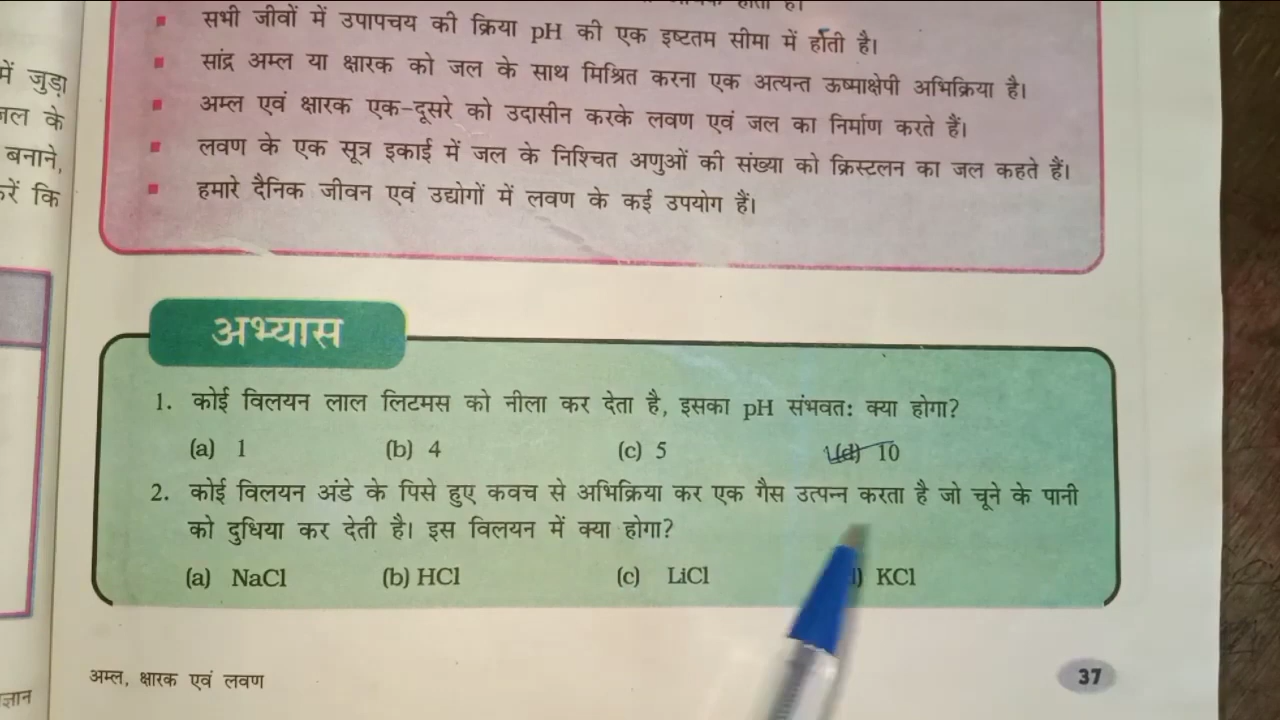 सभी जीवों में उपापचय की क्रिया pH की एक इष्टतम सीमा में होती है।
सांद्र अम्ल या क्षारक को जल के साथ मिश्रित करना एक अत्यन्त ऊष्माक्षेपी अभिक्रिया है।
अम्ल एवं क्षारक एक-दूसरे को उदासीन करके लवण एवं जल का निर्माण करते हैं।
लवण के एक सूत्र इकाई में जल के निश्चित अणुओं की संख्या को क्रिस्टलन का जल कहते हैं।
हमारे दैनिक जीवन एवं उद्योगों में लवण के कई उपयोग हैं।
में जुड़ा
जल के
बनाने,
करें कि
अभ्यास
1. कोई विलयन लाल लिटमस को नीला कर देता है, इसका pH संभवतः क्या होगा?
(a) 1 (b) 4 (c) 5 (d) 10
2. कोई विलयन अंडे के पिसे हुए कवच से अभिक्रिया कर एक गैस उत्पन्न करता है जो चूने के पानी
को दुधिया कर देती है। इस विलयन में क्या होगा?
(a) NaCl (b) HCl (c) LiCl ) KCl
अम्ल, क्षारक एवं लवण
37